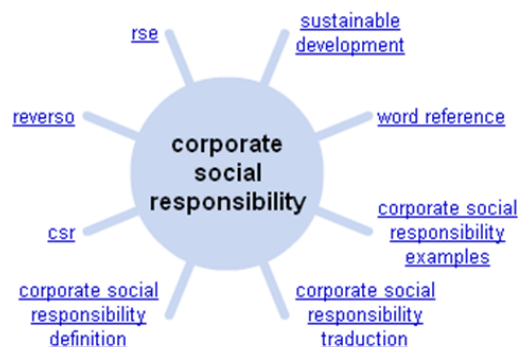 rse
sustainable
development
reverso
word reference
corporate
social
responsibility
csr
corporate social
responsibility
examples
corporate social
responsibility
definition
corporate social
responsibility
traduction